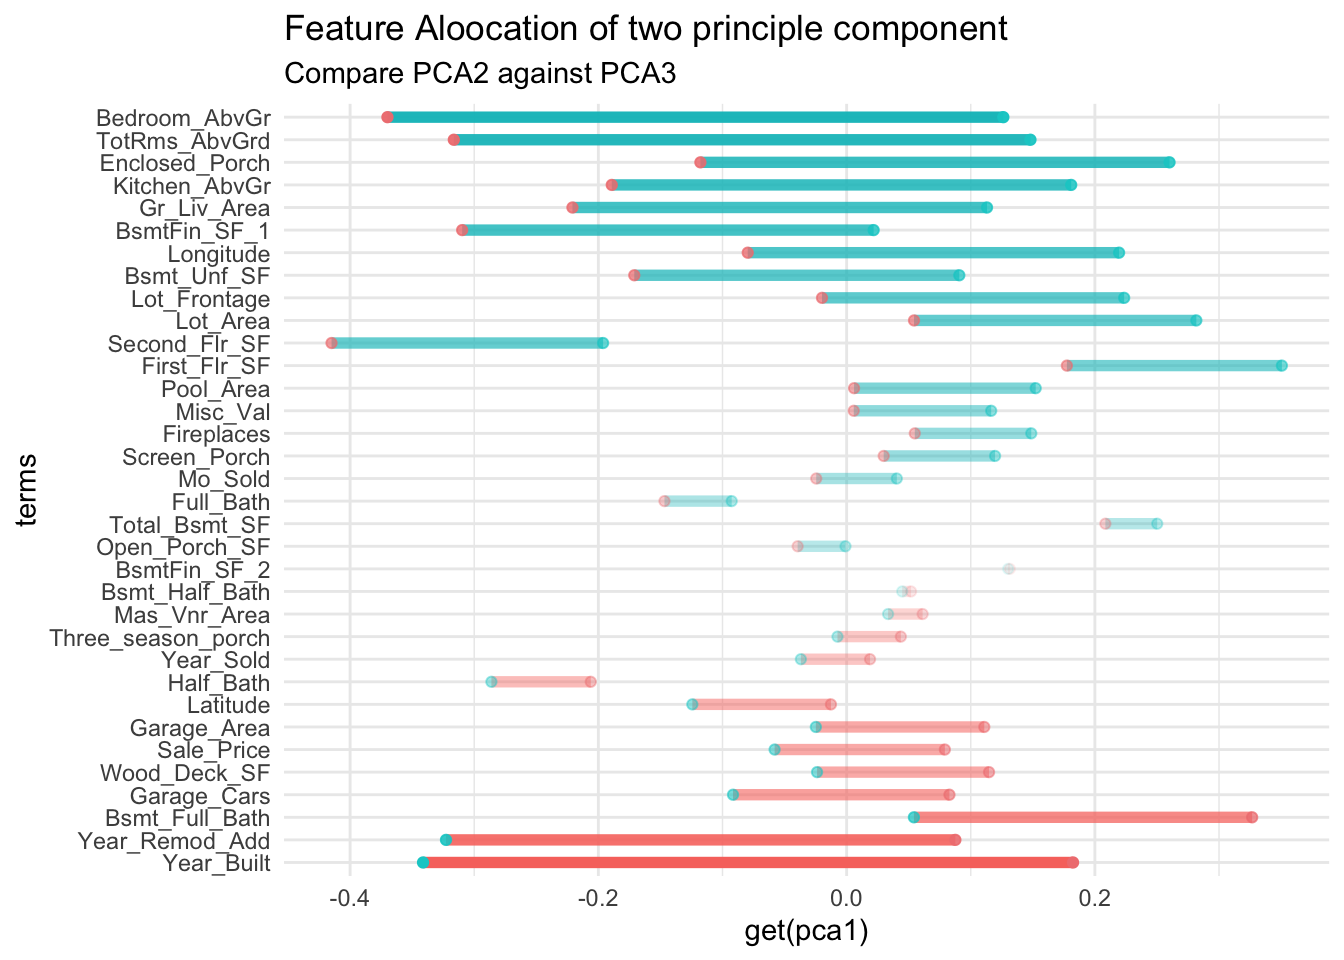 Feature Aloocation of two principle component
Compare PCA2 against PCA3
Bedroom_AbvGr
TotRms_AbvGrd
Enclosed_Porch
Kitchen_AbvGr
Gr_Liv_Area
BsmtFin_SF_1
Longitude
Bsmt_Unf_SF
Lot_Frontage
Lot_Area
Second_Flr_SF
First_Flr_SF
Pool_Area
Misc_Val
Fireplaces
Screen_Porch
Mo_Sold
Full_Bath
Total_Bsmt_SF
Open_Porch_SF
BsmtFin_SF_2
Bsmt_Half_Bath
Mas_Vnr_Area
Three_season_porch
Year_Sold
Half_Bath
Latitude
Garage_Area
Sale_Price
Wood_Deck_SF
Garage_Cars
Bsmt_Full_Bath
Year_Remod_Add
Year_Built
terms
-0.4 -0.2 0.0 0.2
get(pca1)